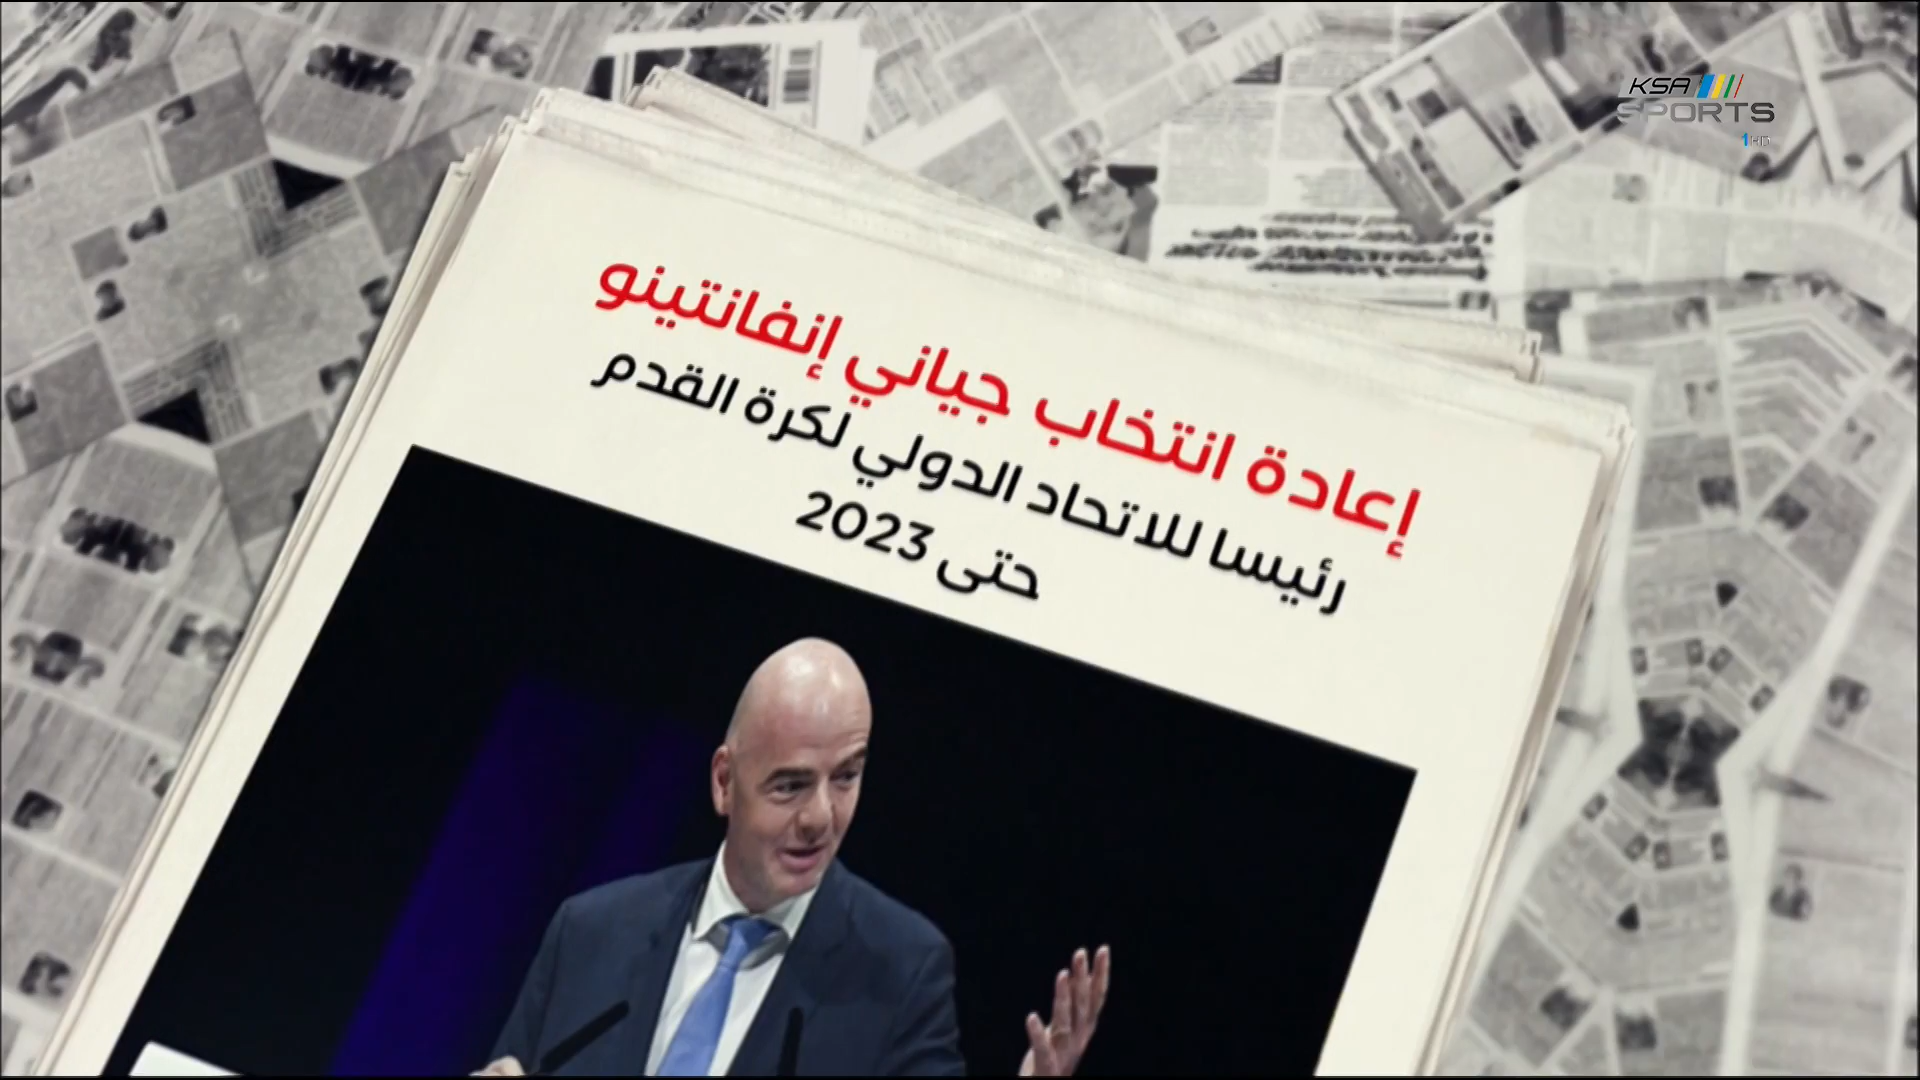 KSA
SPORTS
1HD
إعادة انتخاب جياني إنفانتينو
رئيسا للاتحاد الدولي لكرة القدم
حتى 2023